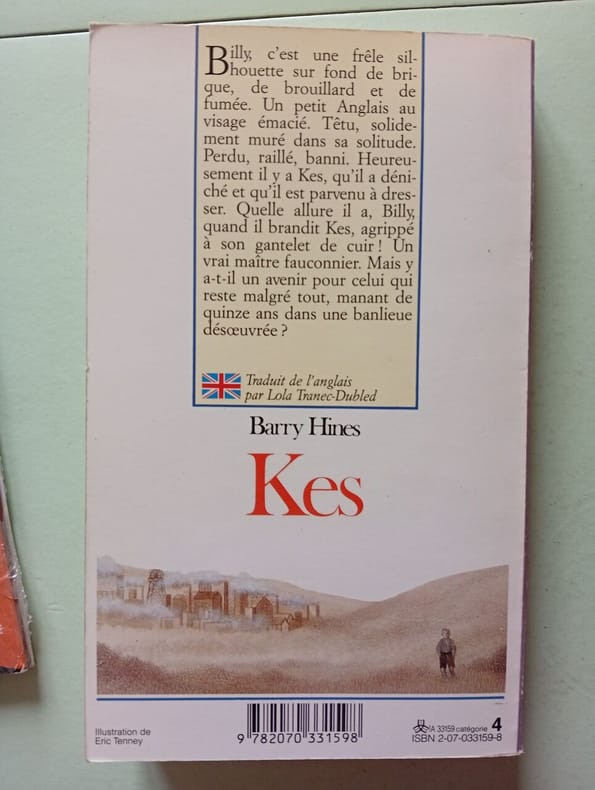 Billy, c'est une frêle sil-
houette sur fond de bri-
que, de brouillard et de
fumée. Un petit Anglais au
visage émacié. Têtu, solide-
ment muré dans sa solitude.
Perdu, raillé, banni. Heureu-
sement il y a Kes, qu'il a déni-
ché et qu'il est parvenu à dres-
ser. Quelle allure il a, Billy,
quand il brandit Kes, agrippé
à son gantelet de cuir ! Un
vrai maître fauconnier. Mais y
a-t-il un avenir pour celui qui
reste malgré tout, manant de
quinze ans dans une banlieue
désœuvrée ?
Traduit de l'anglais
par Lola Tranec-Dubled
Barry Hines
Kes
Illustration de
Eric Tenney
9 782070 331598
A 33159 catégorie 4
ISBN 2-07-033159-8